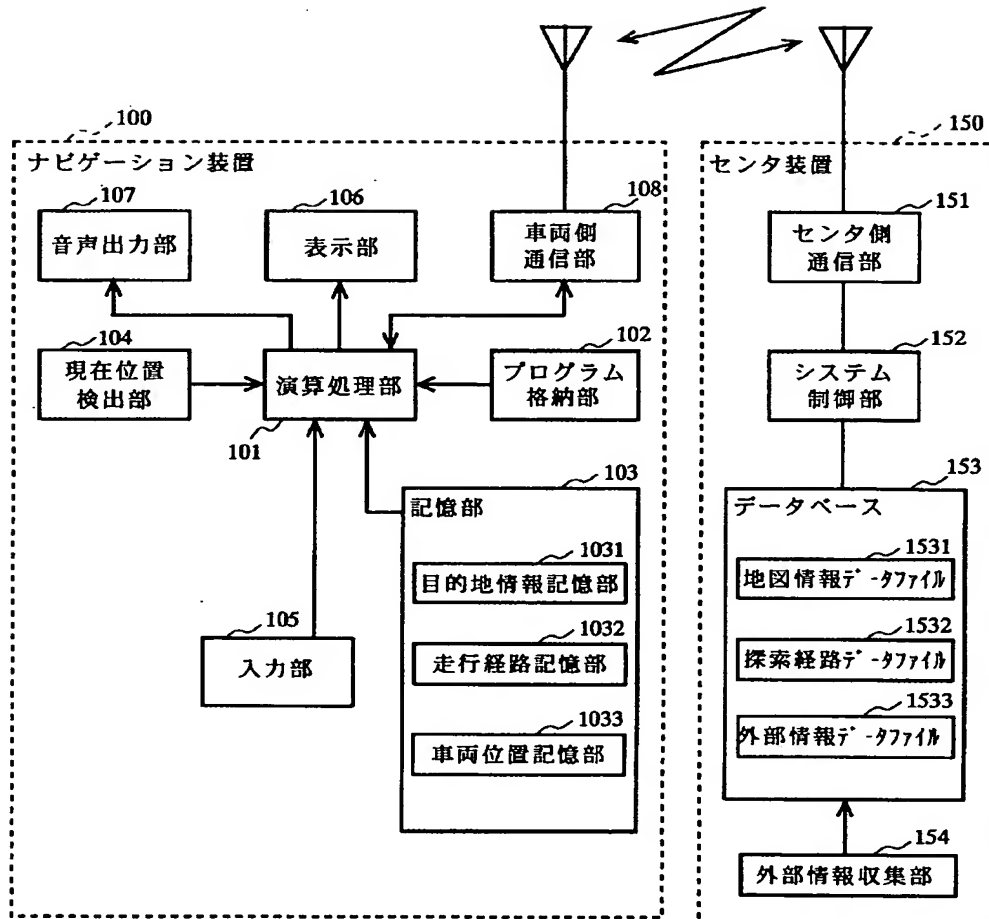 100
ナビゲーション装置
107
音声出力部
106
表示部
108
車両側
通信部
104
現在位置
検出部
演算処理部
101
102
プログラム
格納部
103
記憶部
1031
目的地情報記憶部
1032
走行経路記憶部
1033
車両位置記憶部
105
入力部
150
センタ装置
151
センタ側
通信部
152
システム
制御部
153
データベース
1531
地図情報データファイル
1532
探索経路データファイル
1533
外部情報データファイル
154
外部情報収集部